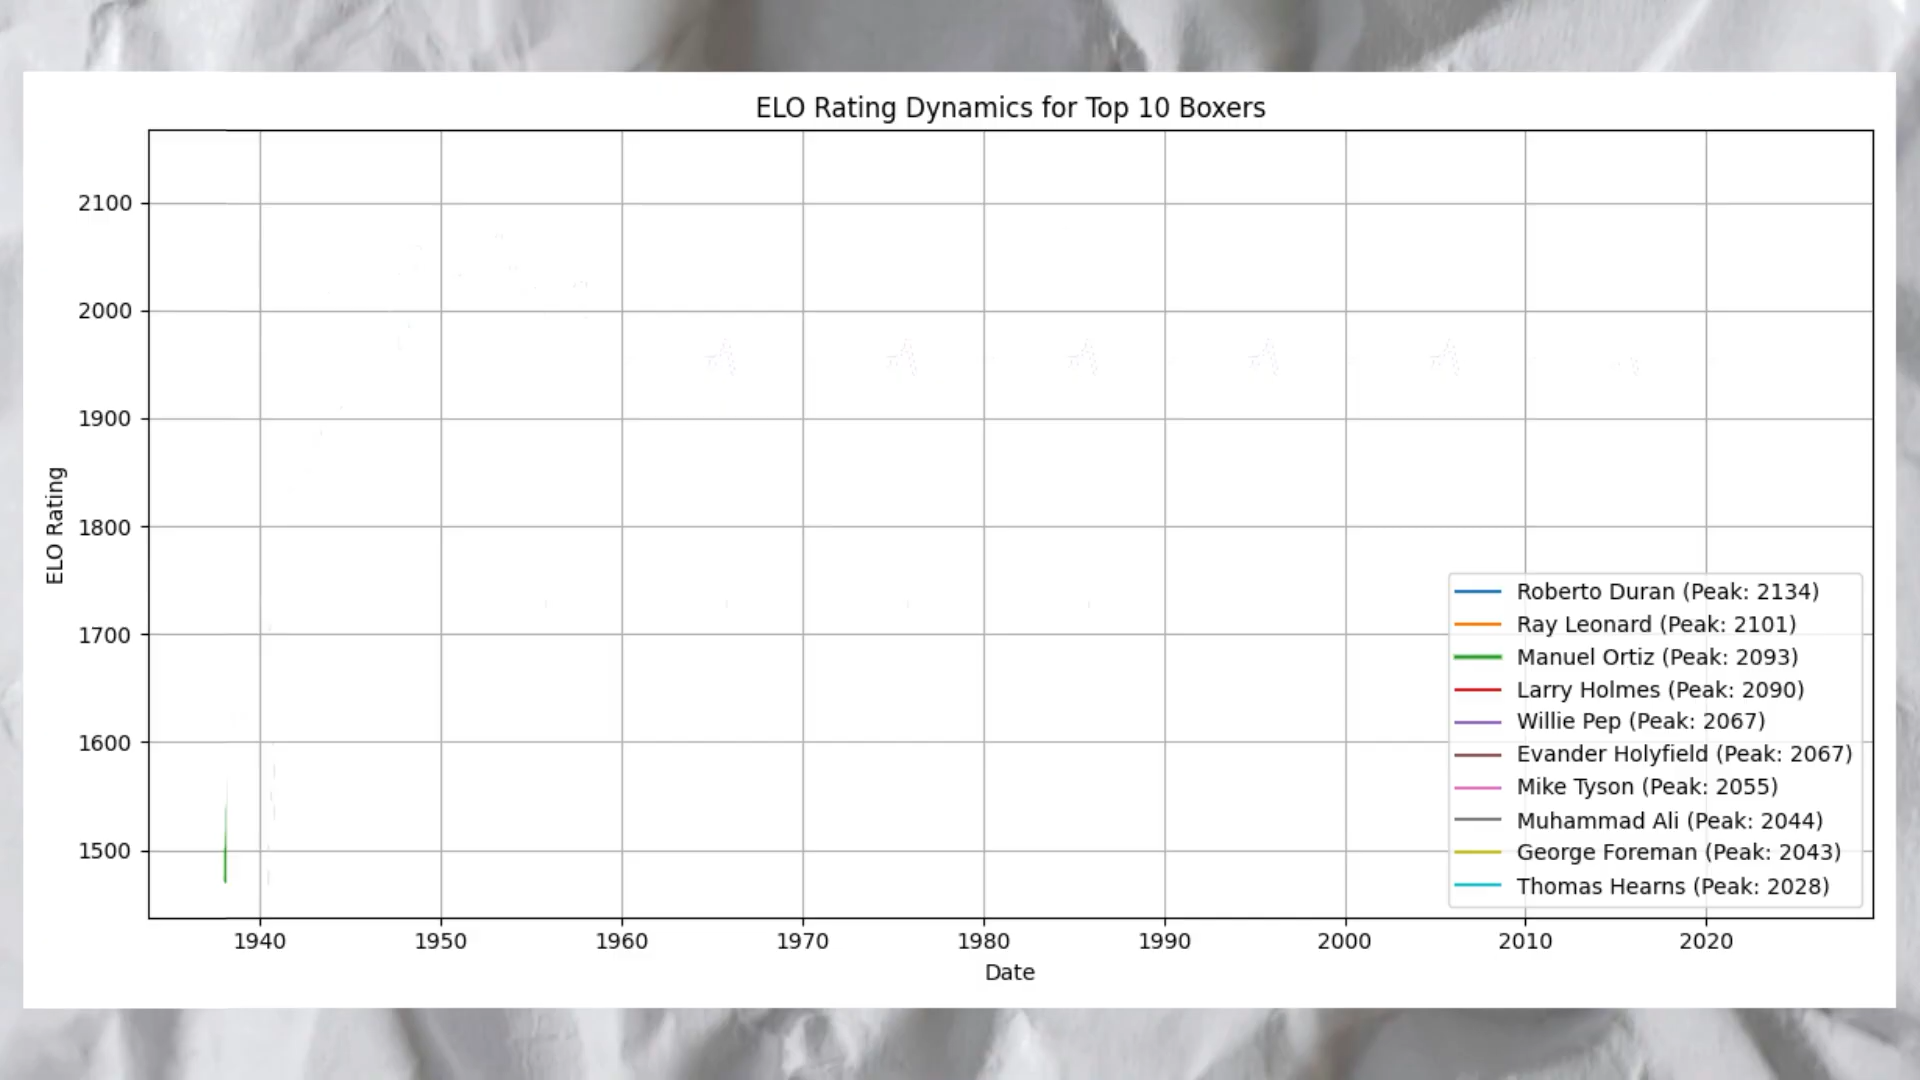 ELO Rating Dynamics for Top 10 Boxers
2100
2000
1900
1800
1700
1600
1500
ELO Rating
1940 1950 1960 1970 1980 1990 2000 2010 2020
Date
Roberto Duran (Peak: 2134)
Ray Leonard (Peak: 2101)
Manuel Ortiz (Peak: 2093)
Larry Holmes (Peak: 2090)
Willie Pep (Peak: 2067)
Evander Holyfield (Peak: 2067)
Mike Tyson (Peak: 2055)
Muhammad Ali (Peak: 2044)
George Foreman (Peak: 2043)
Thomas Hearns (Peak: 2028)